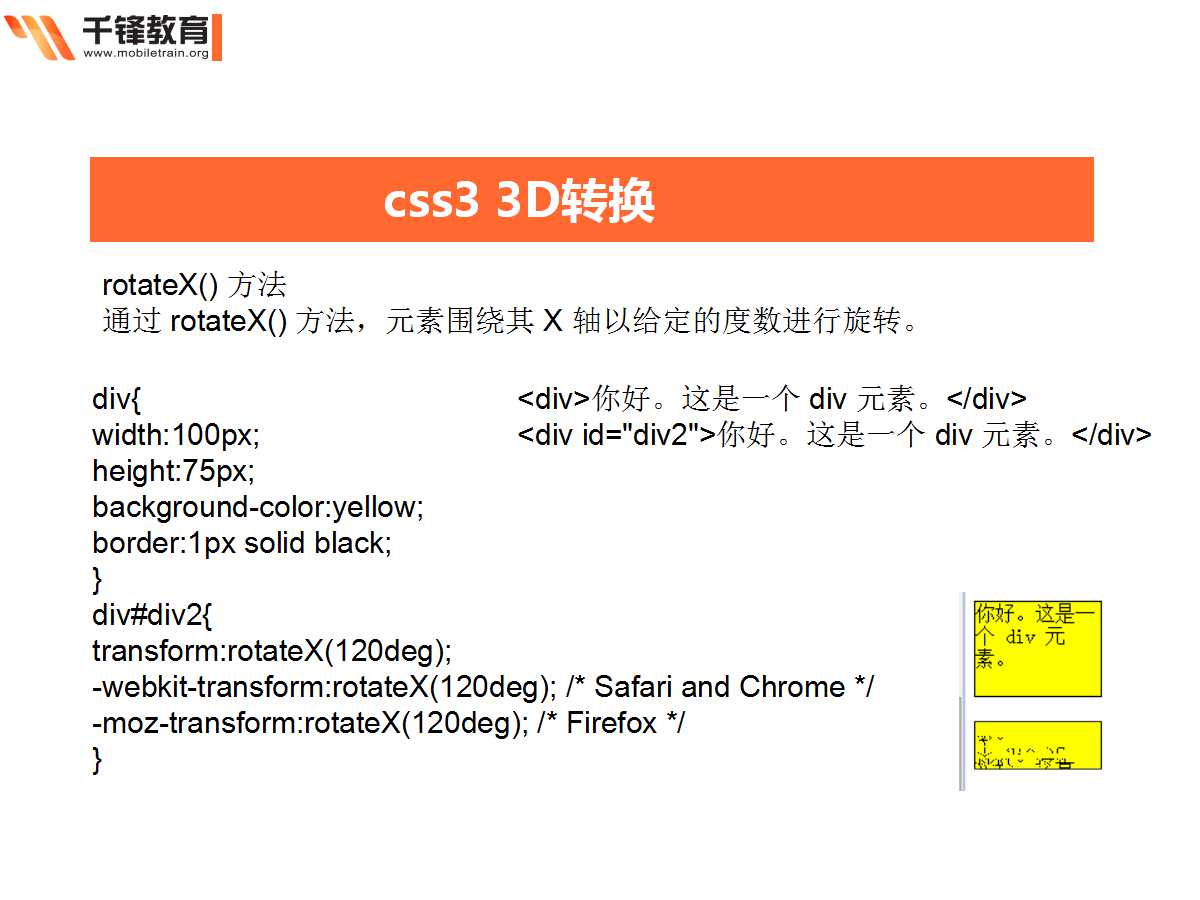 千锋教育
www.mobiletrain.org
css3 3D转换
rotateX() 方法
通过 rotateX() 方法，元素围绕其 X 轴以给定的度数进行旋转。
div{
width:100px;
height:75px;
background-color:yellow;
border:1px solid black;
}
div#div2{
transform:rotateX(120deg);
-webkit-transform:rotateX(120deg); /* Safari and Chrome */
-moz-transform:rotateX(120deg); /* Firefox */
}
<div>你好。这是一个 div 元素。</div>
<div id="div2">你好。这是一个 div 元素。</div>
你好。这是一
个 div 元
素。